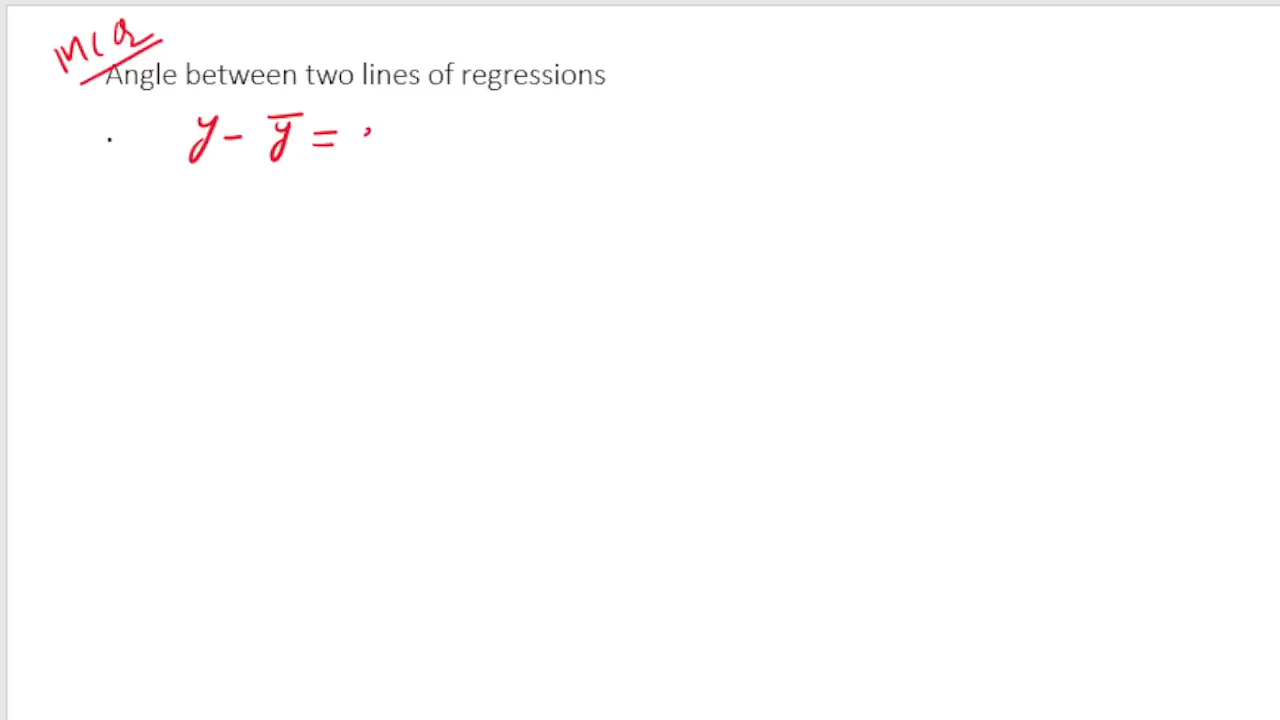 MCQ
Angle between two lines of regressions
. y - ȳ =